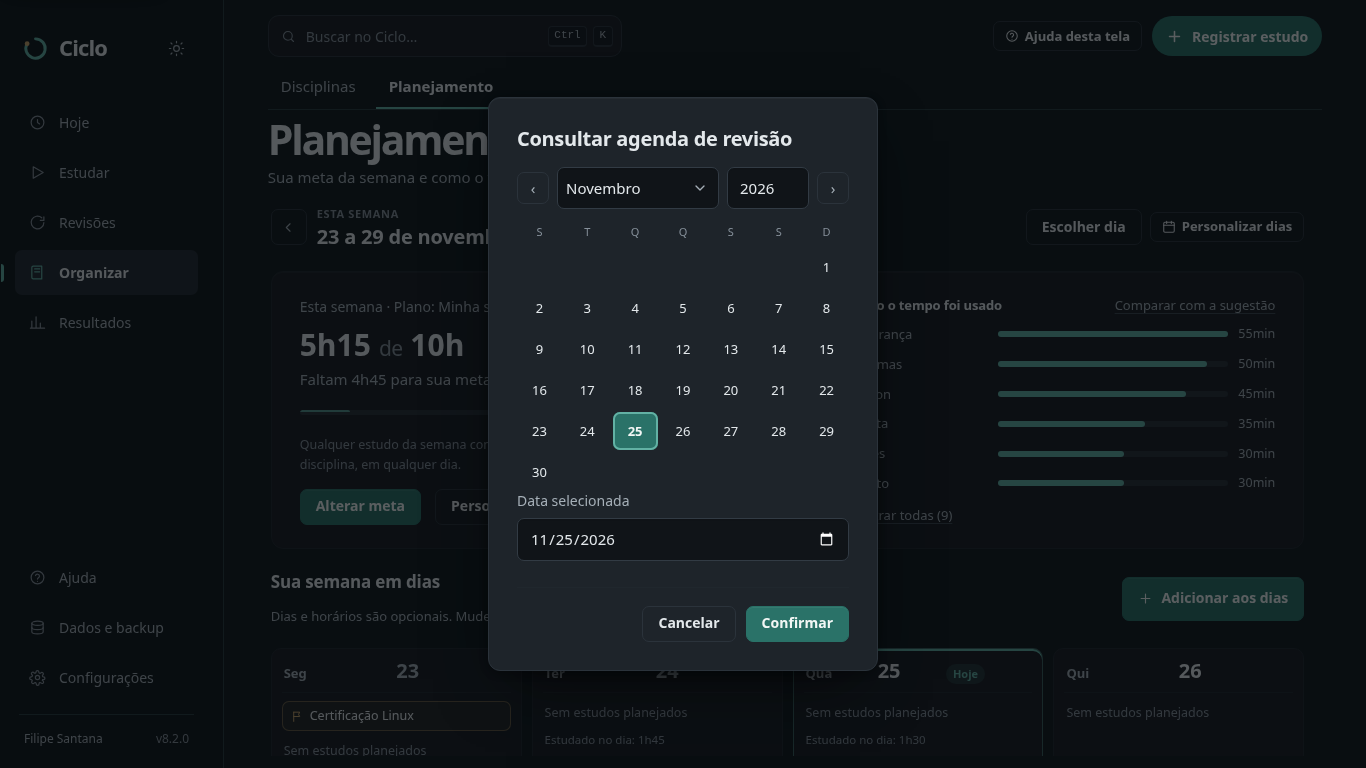 Ciclo
Hoje
Estudar
Revisões
Organizar
Resultados
Ajuda
Dados e backup
Configurações
Filipe Santana v8.2.0
Buscar no Ciclo... Ctrl K
Ajuda desta tela
+ Registrar estudo
Disciplinas Planejamento
Planejamen
Sua meta da semana e como o
ESTA SEMANA
23 a 29 de novem
Escolher dia
Personalizar dias
Esta semana · Plano: Minha s
5h15 de 10h
Faltam 4h45 para sua meta
Qualquer estudo da semana con
disciplina, em qualquer dia.
Alterar meta Perso
o o tempo foi usado Comparar com a sugestão
rança 55min
mas 50min
on 45min
ta 35min
s 30min
to 30min
rar todas (9)
Consultar agenda de revisão
‹ Novembro 2026 ›
S T Q Q S S D
1
2 3 4 5 6 7 8
9 10 11 12 13 14 15
16 17 18 19 20 21 22
23 24 25 26 27 28 29
30
Data selecionada
11/25/2026
Cancelar Confirmar
Sua semana em dias
+ Adicionar aos dias
Dias e horários são opcionais. Mude
Seg 23
Certificação Linux
Sem estudos planejados
Ter 24
Sem estudos planejados
Estudado no dia: 1h45
Qua 25 Hoje
Sem estudos planejados
Estudado no dia: 1h30
Qui 26
Sem estudos planejados